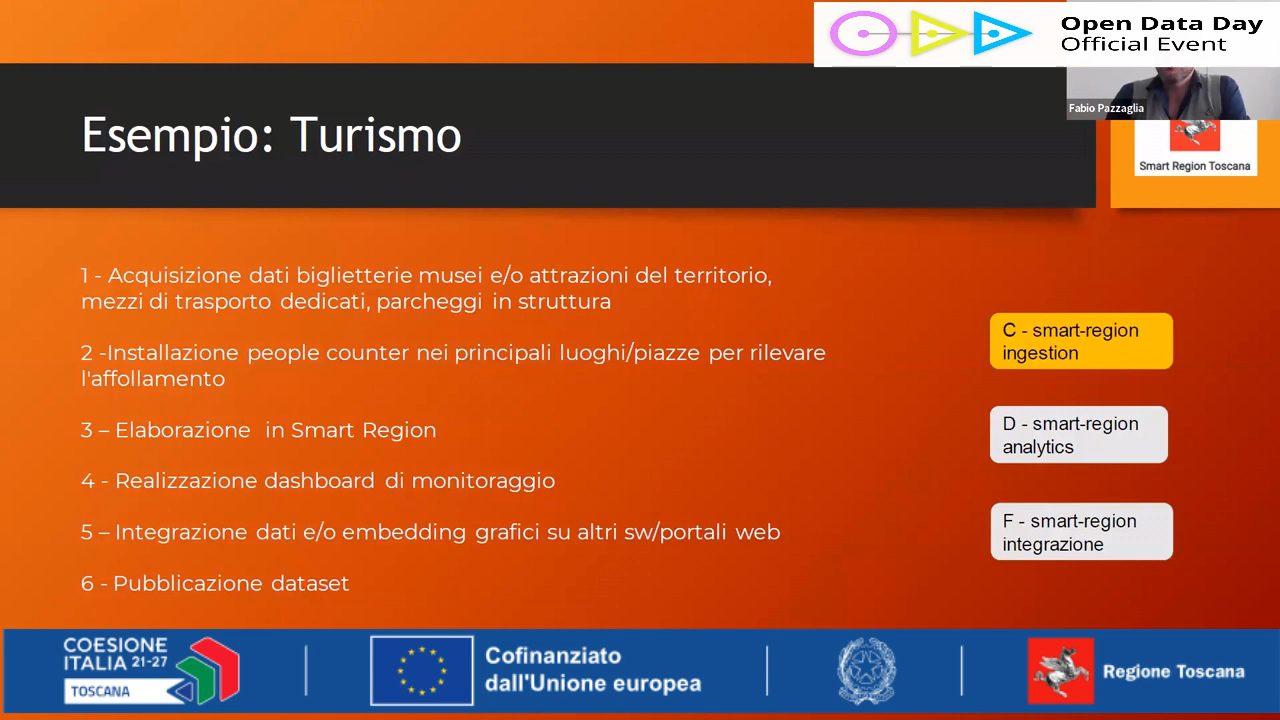 Open Data Day
Official Event
Fabio Pazzaglia
Esempio: Turismo
Smart Region Toscana
1 - Acquisizione dati biglietterie musei e/o attrazioni del territorio,
mezzi di trasporto dedicati, parcheggi in struttura
2 -Installazione people counter nei principali luoghi/piazze per rilevare
l'affollamento
3 – Elaborazione in Smart Region
4 - Realizzazione dashboard di monitoraggio
5 – Integrazione dati e/o embedding grafici su altri sw/portali web
6 - Pubblicazione dataset
C - smart-region
ingestion
D - smart-region
analytics
F - smart-region
integrazione
COESIONE
ITALIA 21-27
TOSCANA
Cofinanziato
dall'Unione europea
Regione Toscana